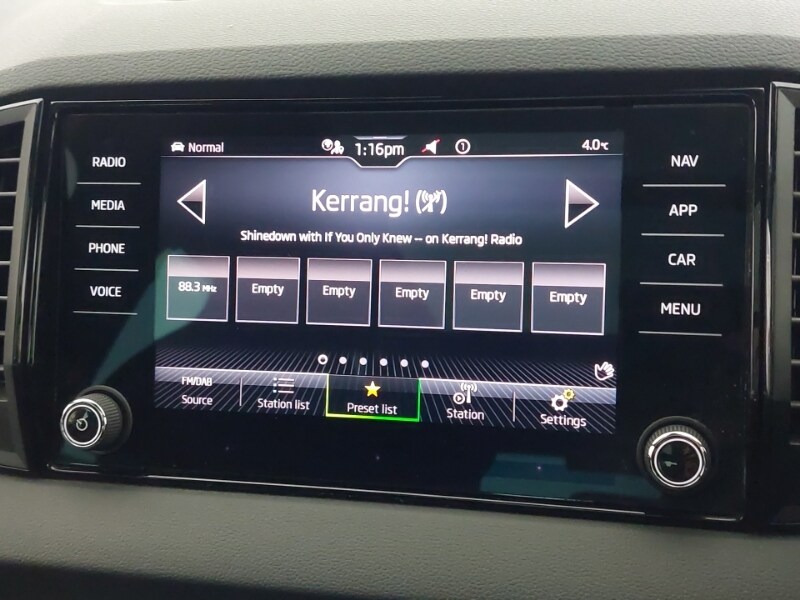 RADIO
MEDIA
PHONE
VOICE
Normal
1:16pm
1
4.0°c
Kerrang!
Shinedown with If You Only Knew -- on Kerrang! Radio
88.3 MHz
Empty
Empty
Empty
Empty
Empty
FM/DAB
Source
Station list
Preset list
Station
Settings
NAV
APP
CAR
MENU